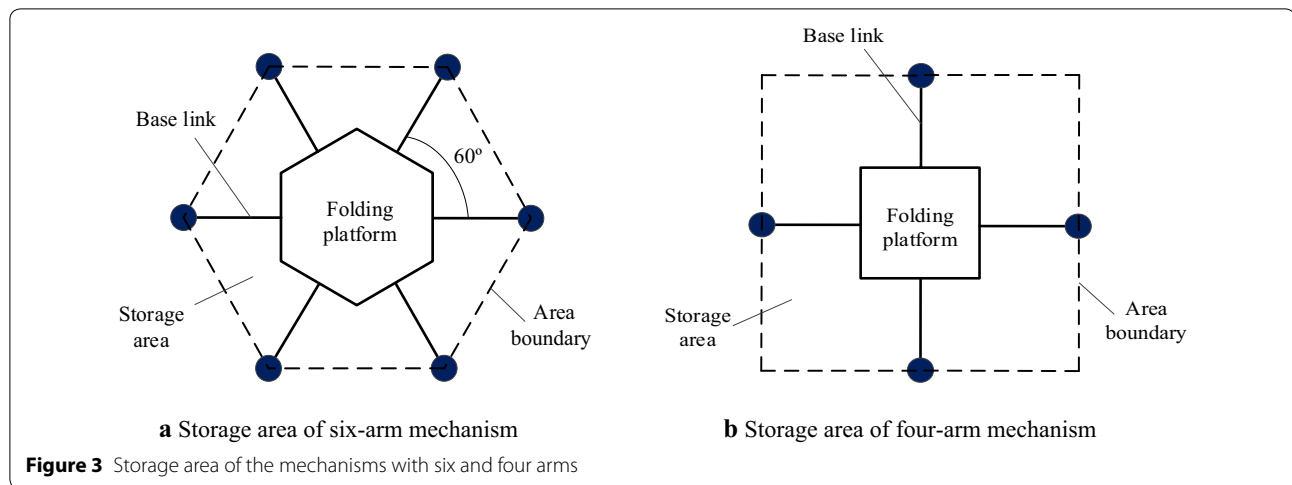 Base link
60º
Folding
platform
Storage
area
Area
boundary
a Storage area of six-arm mechanism
Base link
Folding
platform
Storage
area
Area
boundary
b Storage area of four-arm mechanism
Figure 3 Storage area of the mechanisms with six and four arms